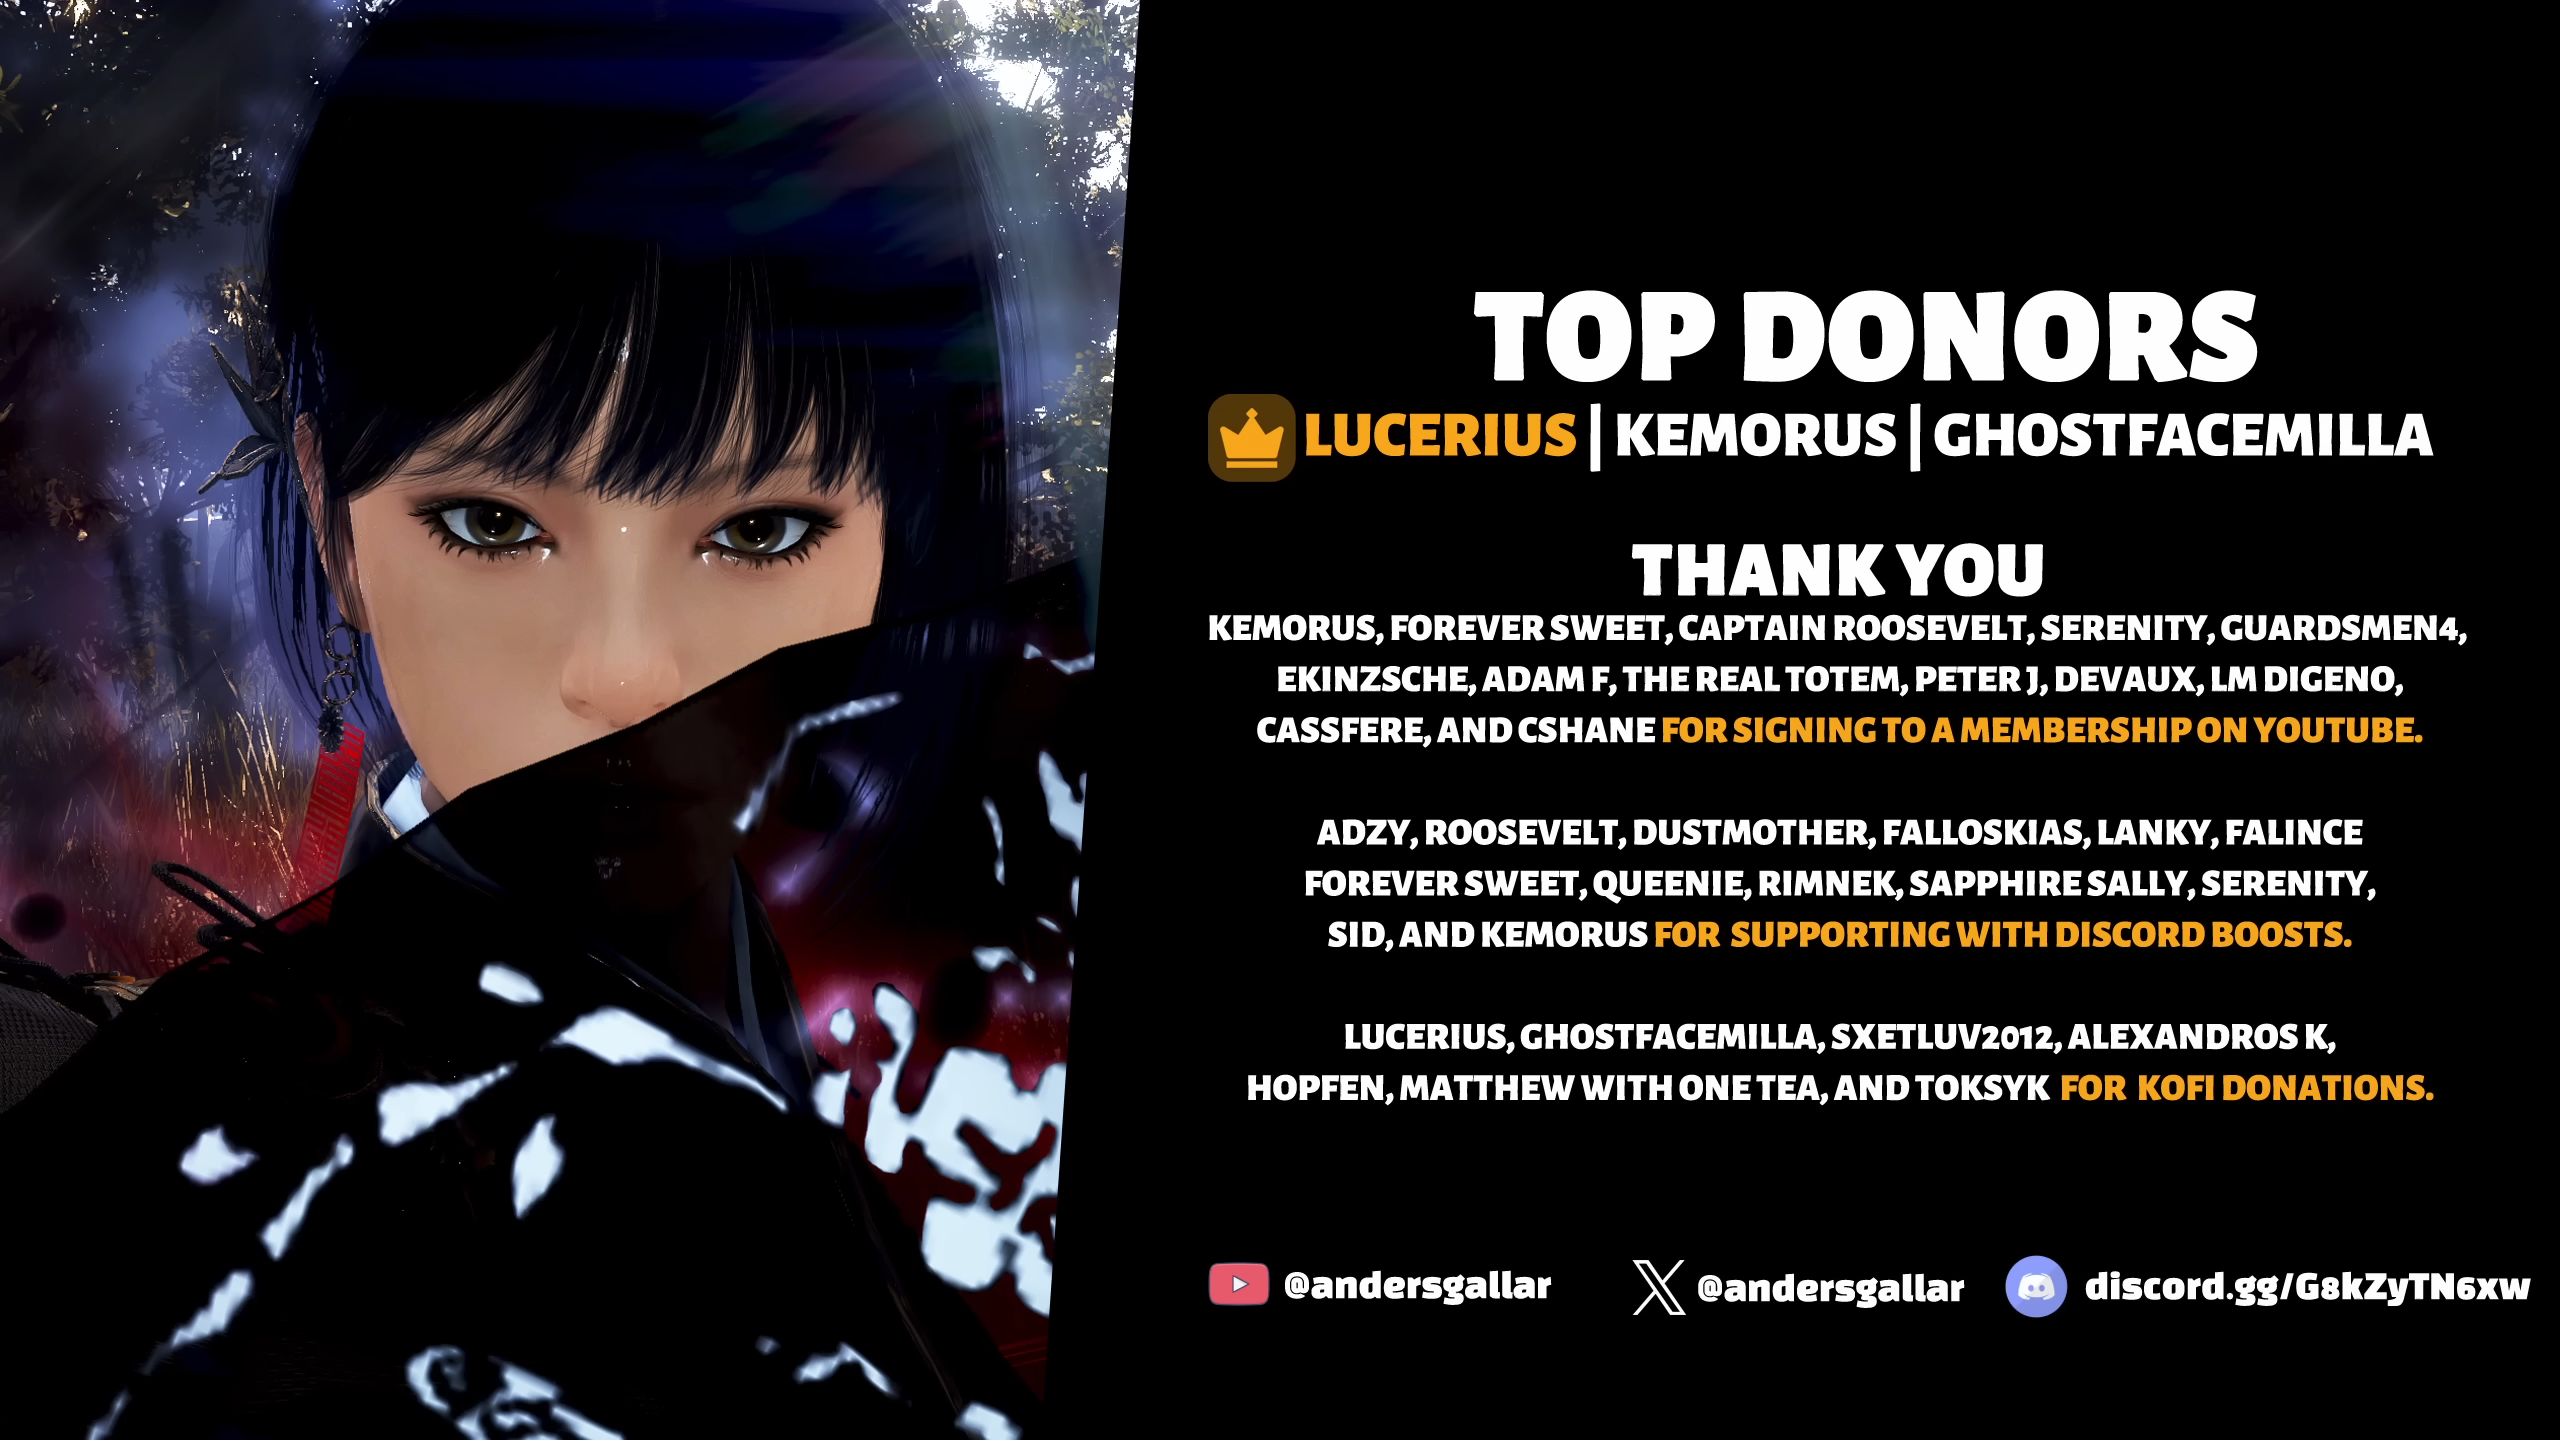 TOP DONORS
LUCERIUS | KEMORUS | GHOSTFACEMILLA
THANK YOU
KEMORUS, FOREVER SWEET, CAPTAIN ROOSEVELT, SERENITY, GUARDSMEN4,
EKINZSCHE, ADAM F, THE REAL TOTEM, PETER J, DEVAUX, LM DIGENO,
CASSFERE, AND CSHANE FOR SIGNING TO A MEMBERSHIP ON YOUTUBE.
ADZY, ROOSEVELT, DUSTMOTHER, FALLOSKIAS, LANKY, FALINCE
FOREVER SWEET, QUEENIE, RIMNEK, SAPPHIRE SALLY, SERENITY,
SID, AND KEMORUS FOR SUPPORTING WITH DISCORD BOOSTS.
LUCERIUS, GHOSTFACEMILLA, SXETLUV2012, ALEXANDROS K,
HOPFEN, MATTHEW WITH ONE TEA, AND TOKSYK FOR KOFI DONATIONS.
@andersgallar
@andersgallar
discord.gg/G8kZyTN6xw